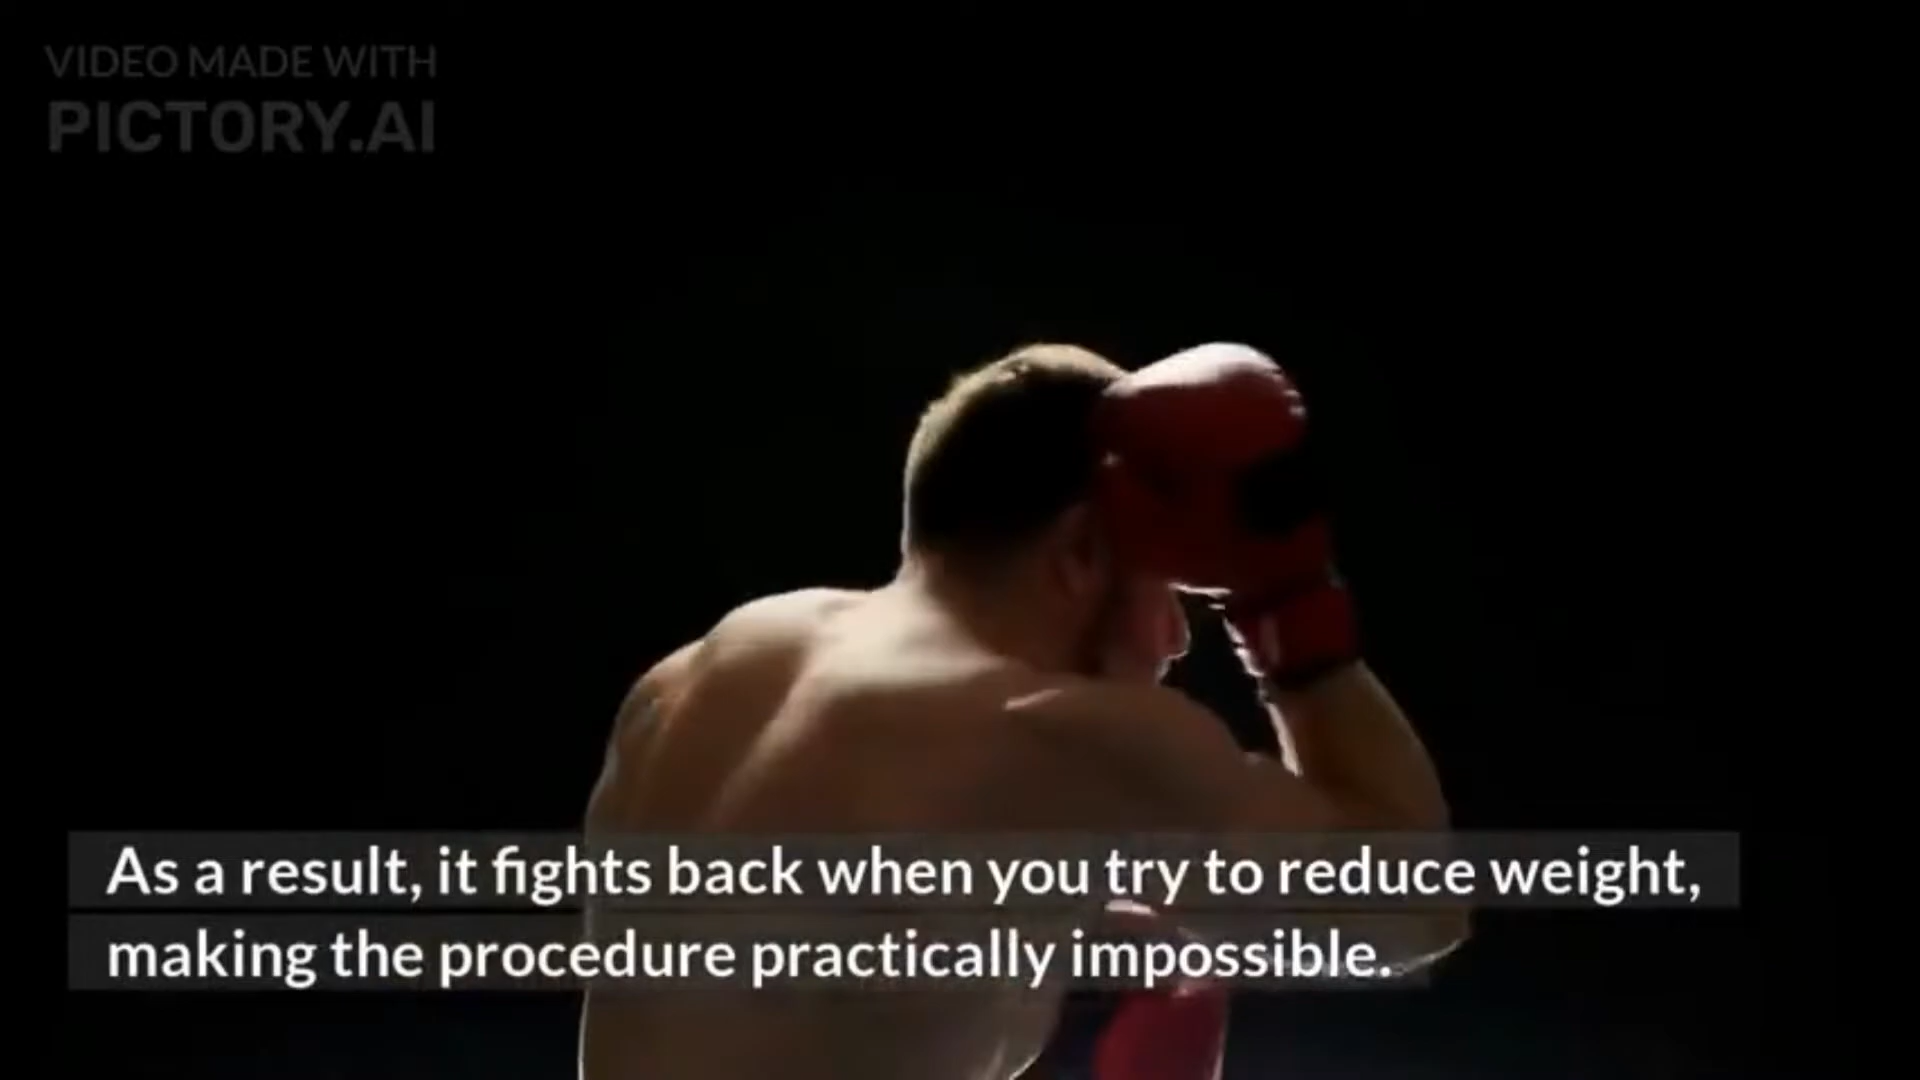 VIDEO MADE WITH
PICTORY.AI
As a result, it fights back when you try to reduce weight,
making the procedure practically impossible.